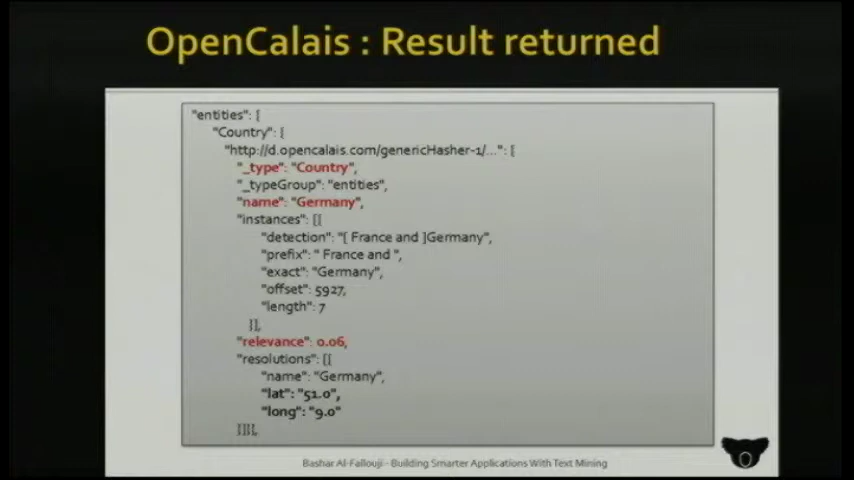 OpenCalais : Result returned
"entities": [
"Country": [
"http://d.opencalais.com/genericHasher-1/...": [
"_type": "Country",
"_typeGroup": "entities",
"name": "Germany",
"instances": [[
"detection": "[ France and ]Germany",
"prefix": " France and ",
"exact": "Germany",
"offset": 5927,
"length": 7
]],
"relevance": 0.06,
"resolutions": [[
"name": "Germany",
"lat": "51.0",
"long": "9.0"
]]]],
Bashar Al-Fallouji - Building Smarter Applications With Text Mining